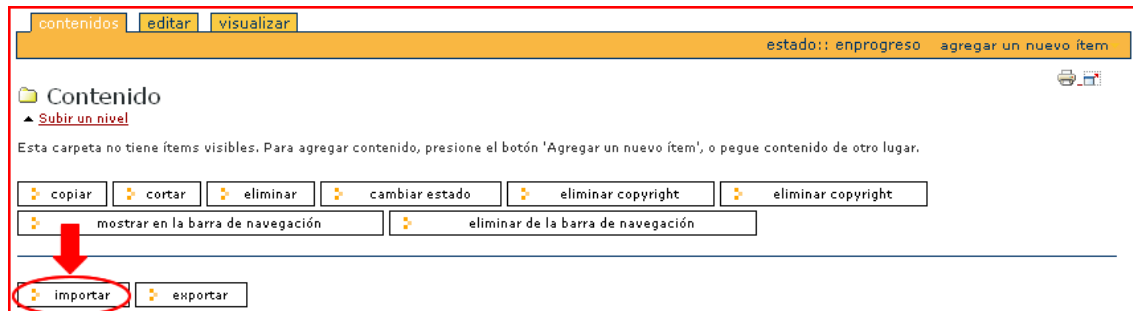 contenidos editar visualizar
estado:: enprogreso agregar un nuevo ítem
Contenido
Subir un nivel
Esta carpeta no tiene ítems visibles. Para agregar contenido, presione el botón 'Agregar un nuevo ítem', o pegue contenido de otro lugar.
copiar cortar eliminar cambiar estado eliminar copyright eliminar copyright
mostrar en la barra de navegación eliminar de la barra de navegación
importar exportar